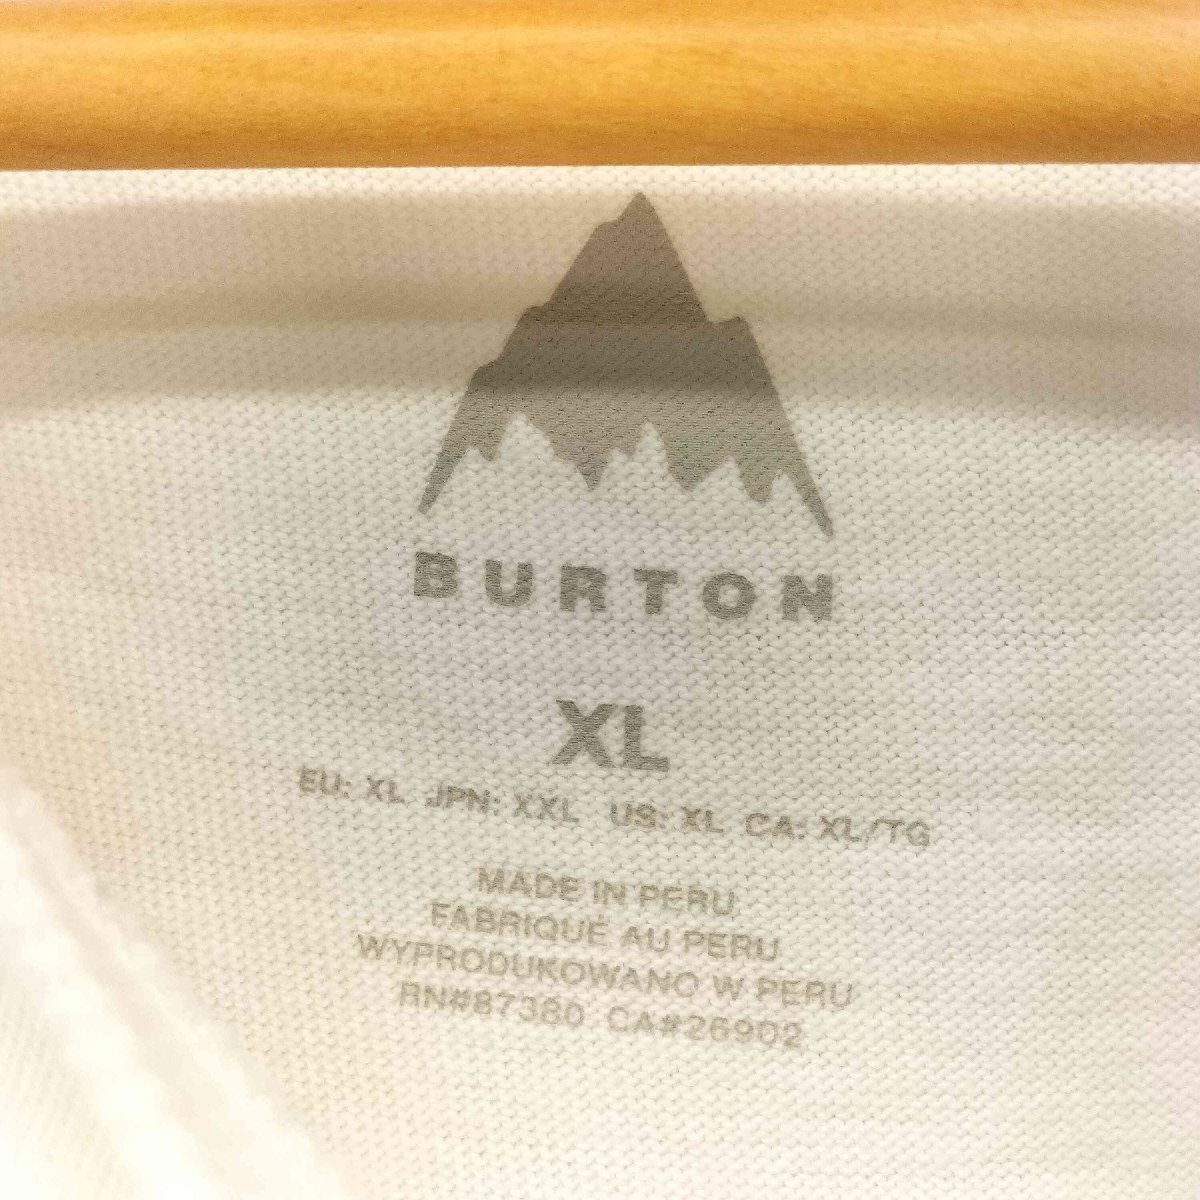 BURTON
XL
EU: XL JPN: XXL US: XL CA: XL/TG
MADE IN PERU
FABRIQUÉ AU PERU
WYPRODUKOWANO W PERU
RN#87380 CA#26902